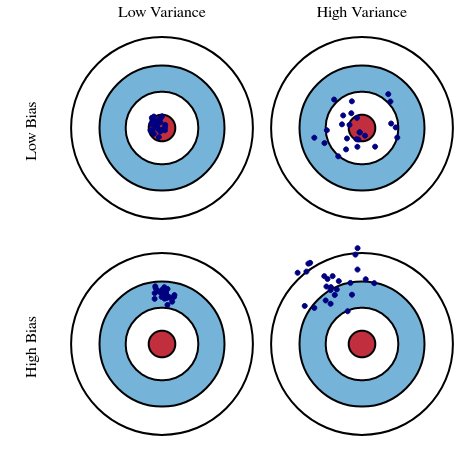 Low Variance
High Variance
Low Bias
High Bias